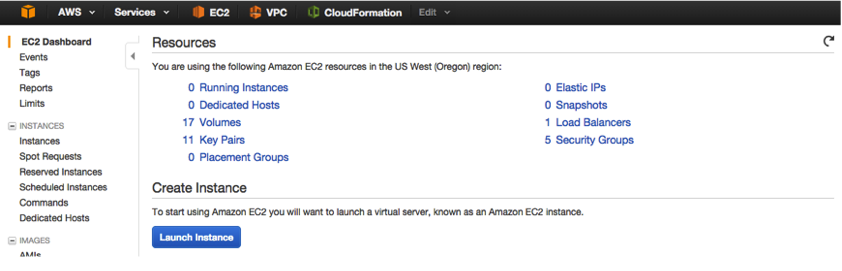 AWS Services EC2 VPC CloudFormation Edit
EC2 Dashboard
Events
Tags
Reports
Limits
INSTANCES
Instances
Spot Requests
Reserved Instances
Scheduled Instances
Commands
Dedicated Hosts
IMAGES
AMIs
Resources
You are using the following Amazon EC2 resources in the US West (Oregon) region:
0 Running Instances
0 Dedicated Hosts
17 Volumes
11 Key Pairs
0 Placement Groups
0 Elastic IPs
0 Snapshots
1 Load Balancers
5 Security Groups
Create Instance
To start using Amazon EC2 you will want to launch a virtual server, known as an Amazon EC2 instance.
Launch Instance